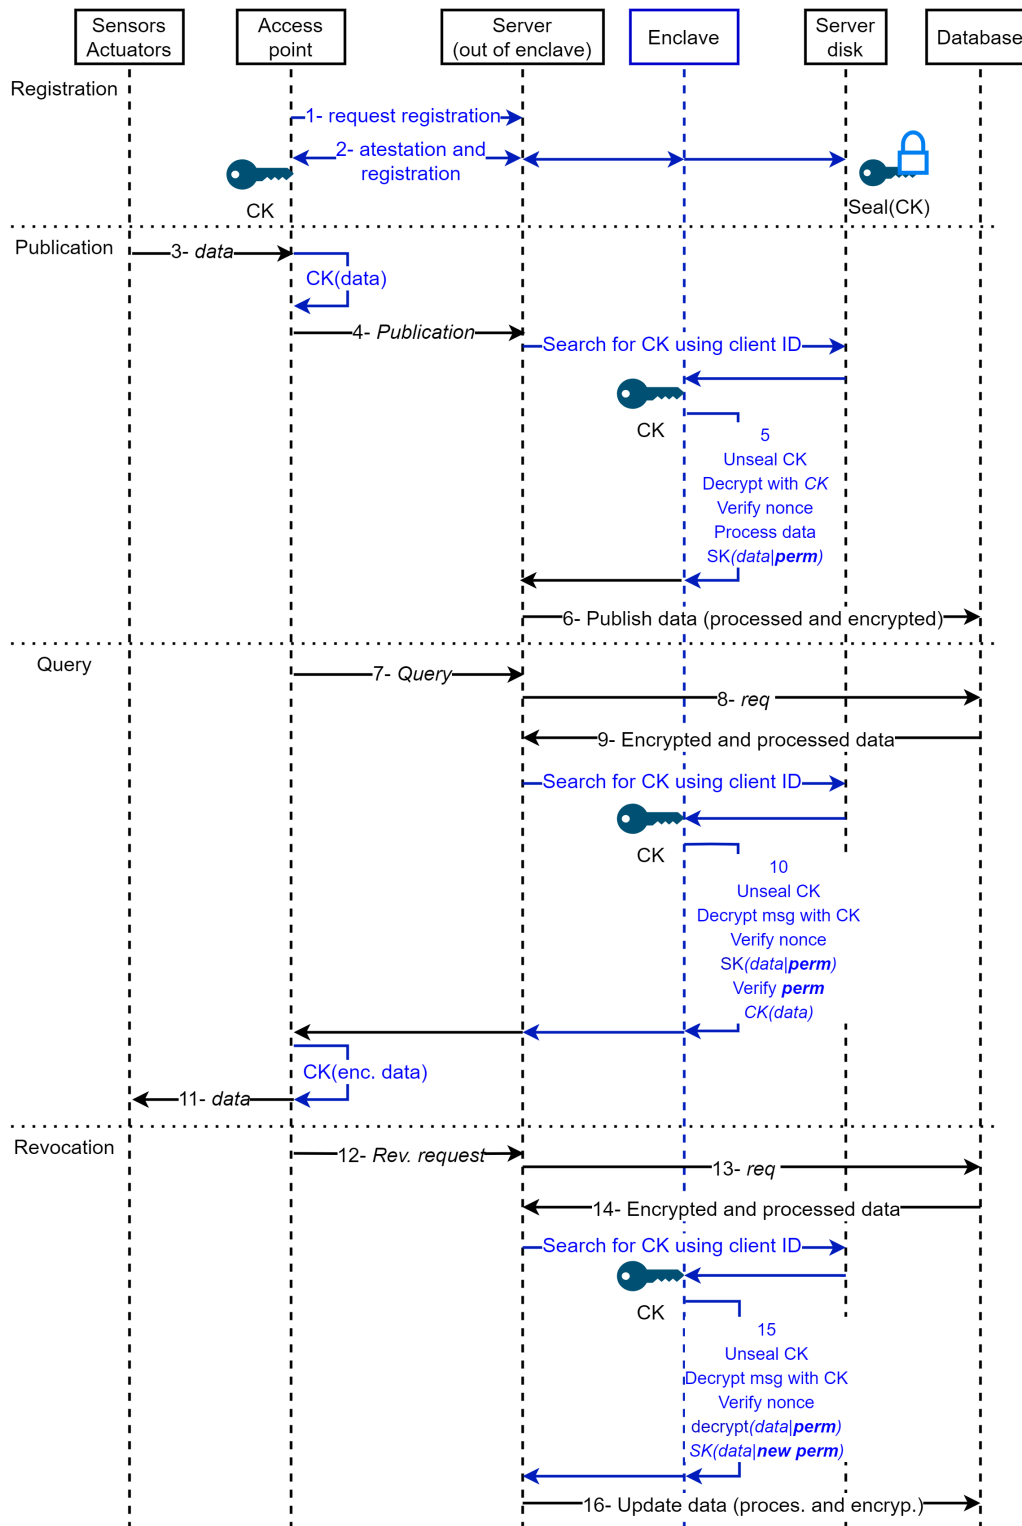 Sensors
Actuators
Access
point
Server
(out of enclave)
Enclave
Server
disk
Database
Registration
1- request registration
2- atestation and
registration
CK
Seal(CK)
Publication
3- data
CK(data)
4- Publication
Search for CK using client ID
CK
5
Unseal CK
Decrypt with CK
Verify nonce
Process data
SK(data|perm)
6- Publish data (processed and encrypted)
Query
7- Query
8- req
9- Encrypted and processed data
Search for CK using client ID
CK
10
Unseal CK
Decrypt msg with CK
Verify nonce
SK(data|perm)
Verify perm
CK(data)
CK(enc. data)
11- data
Revocation
12- Rev. request
13- req
14- Encrypted and processed data
Search for CK using client ID
CK
15
Unseal CK
Decrypt msg with CK
Verify nonce
decrypt(data|perm)
SK(data|new perm)
16- Update data (proces. and encryp.)